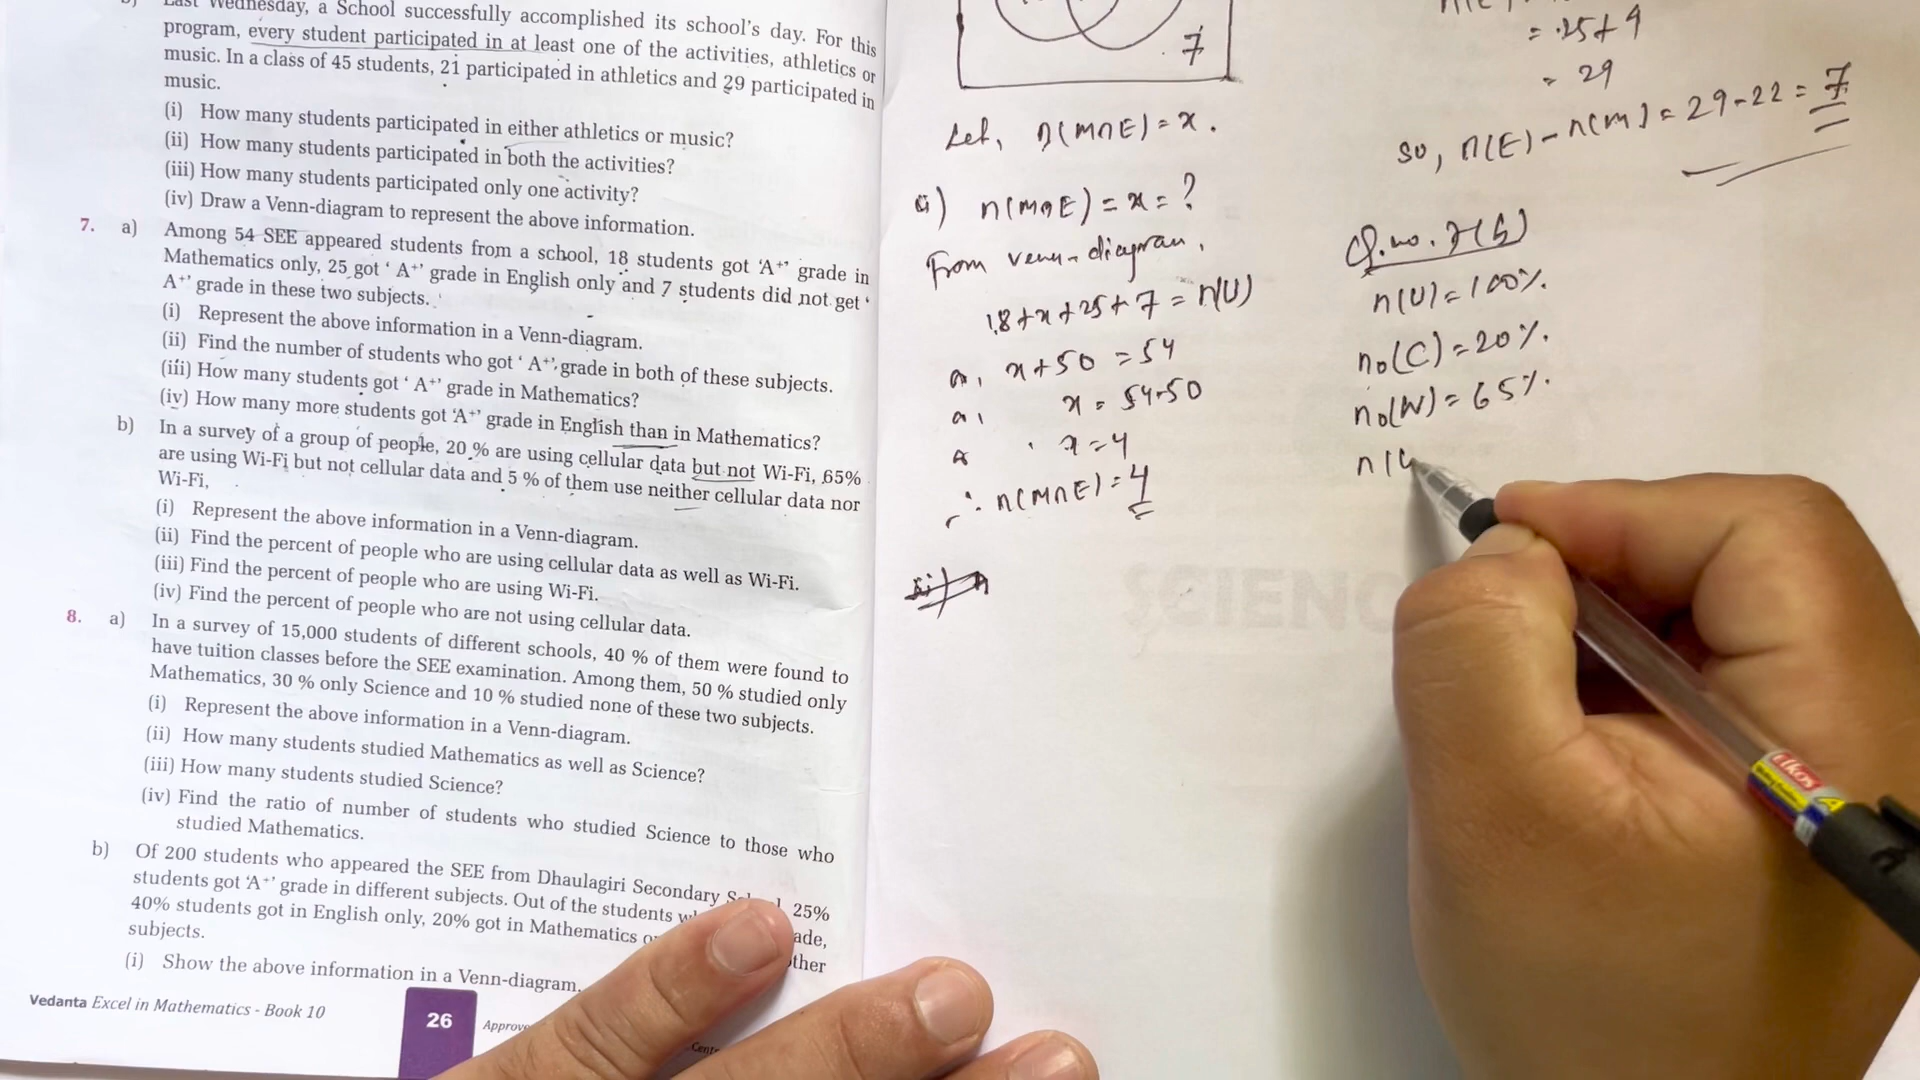 Last Wednesday, a School successfully accomplished its school's day. For this
program, every student participated in at least one of the activities, athletics or
music. In a class of 45 students, 21 participated in athletics and 29 participated in
music.
(i) How many students participated in either athletics or music?
(ii) How many students participated in both the activities?
(iii) How many students participated only one activity?
(iv) Draw a Venn-diagram to represent the above information.
7. a) Among 54 SEE appeared students from a school, 18 students got 'A+' grade in
Mathematics only, 25 got ' A+' grade in English only and 7 students did not get '
A+' grade in these two subjects.
(i) Represent the above information in a Venn-diagram.
(ii) Find the number of students who got ' A+' grade in both of these subjects.
(iii) How many students got ' A+' grade in Mathematics?
(iv) How many more students got 'A+' grade in English than in Mathematics?
b) In a survey of a group of people, 20 % are using cellular data but not Wi-Fi, 65%
are using Wi-Fi but not cellular data and 5 % of them use neither cellular data nor
Wi-Fi,
(i) Represent the above information in a Venn-diagram.
(ii) Find the percent of people who are using cellular data as well as Wi-Fi.
(iii) Find the percent of people who are using Wi-Fi.
(iv) Find the percent of people who are not using cellular data.
8. a) In a survey of 15,000 students of different schools, 40 % of them were found to
have tuition classes before the SEE examination. Among them, 50 % studied only
Mathematics, 30 % only Science and 10 % studied none of these two subjects.
(i) Represent the above information in a Venn-diagram.
(ii) How many students studied Mathematics as well as Science?
(iii) How many students studied Science?
(iv) Find the ratio of number of students who studied Science to those who
studied Mathematics.
b) Of 200 students who appeared the SEE from Dhaulagiri Secondary 25%
students got 'A+' grade in different subjects. Out of the students
40% students got in English only, 20% got in Mathematics
subjects.
(i) Show the above information in a Venn-diagram.
Vedanta Excel in Mathematics - Book 10
26
7
Let, n(M∩E) = x.
n(M∩E) = x = ?
From venn-diagram,
18+x+25+7 = n(U)
x+50 = 54
x = 54-50
x = 4
∴ n(M∩E) = 4
= 25+4
= 29
so, n(E) - n(M) = 29-22 = 7
Q.no. 7(b)
n(U) = 100%.
no(C) = 20%.
no(W) = 65%.
SCIENC
Elkos